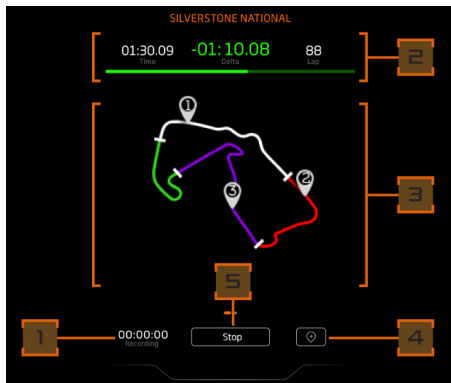 SILVERSTONE NATIONAL
01:30.09 -01:10.08 88
Time Delta Lap
2
1
2
3
3
5
1
00:00:00
Recording
Stop
4